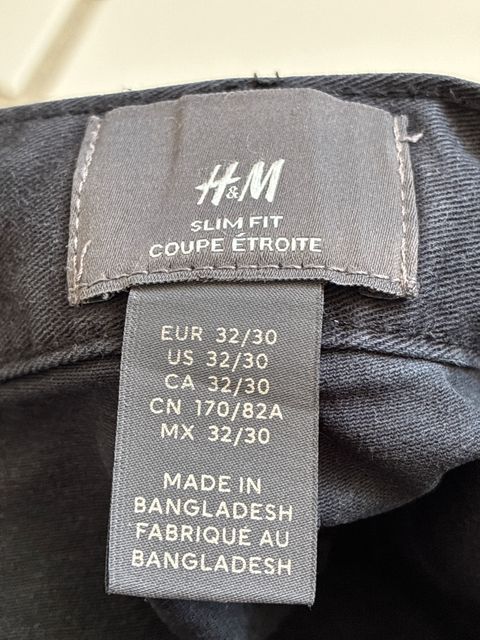 H&M
SLIM FIT
COUPE ÉTROITE
EUR 32/30
US 32/30
CA 32/30
CN 170/82A
MX 32/30
MADE IN
BANGLADESH
FABRIQUÉ AU
BANGLADESH